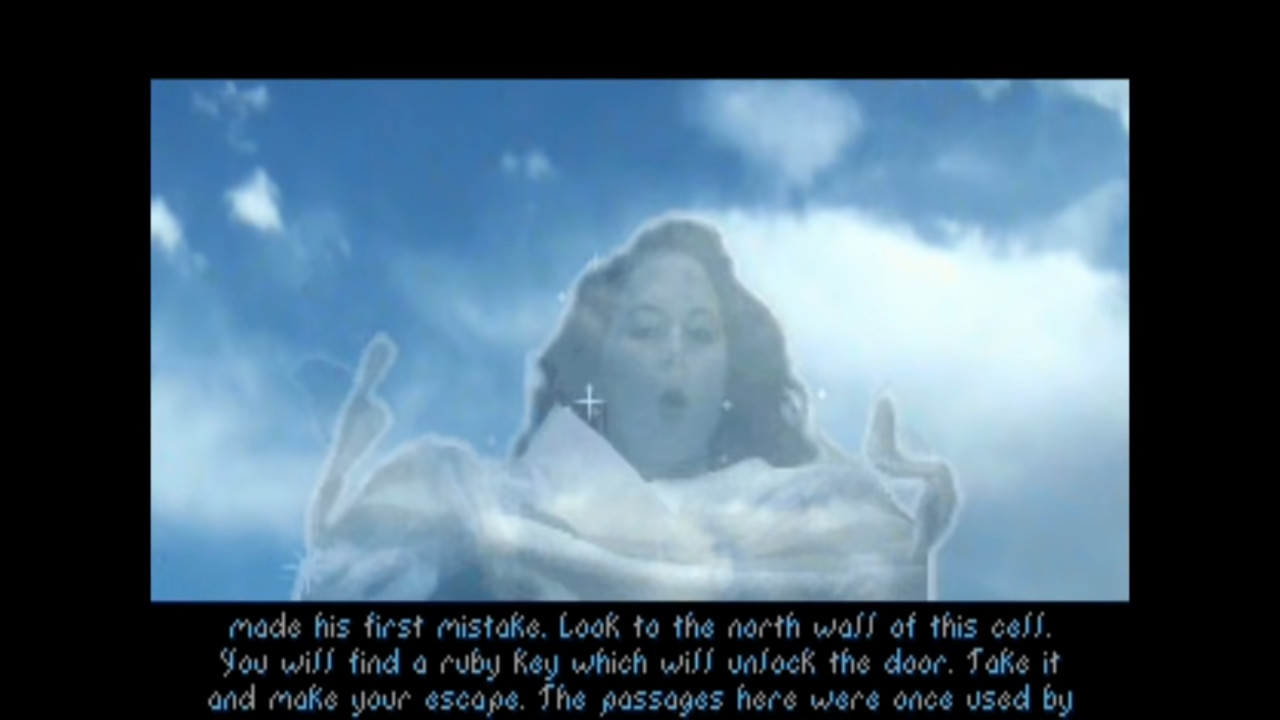 made his first mistake. Look to the north wall of this cell.
You will find a ruby key which will unlock the door. Take it
and make your escape. The passages here were once used by